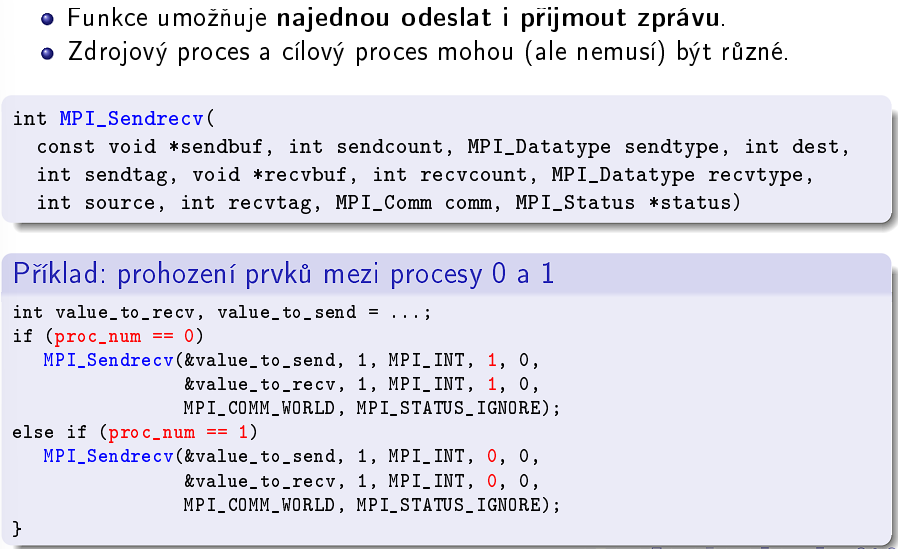 Funkce umožňuje najednou odeslat i přijmout zprávu.
Zdrojový proces a cílový proces mohou (ale nemusí) být různé.
int MPI_Sendrecv(
const void *sendbuf, int sendcount, MPI_Datatype sendtype, int dest,
int sendtag, void *recvbuf, int recvcount, MPI_Datatype recvtype,
int source, int recvtag, MPI_Comm comm, MPI_Status *status)
Příklad: prohození prvků mezi procesy 0 a 1
int value_to_recv, value_to_send = ...;
if (proc_num == 0)
MPI_Sendrecv(&value_to_send, 1, MPI_INT, 1, 0,
&value_to_recv, 1, MPI_INT, 1, 0,
MPI_COMM_WORLD, MPI_STATUS_IGNORE);
else if (proc_num == 1)
MPI_Sendrecv(&value_to_send, 1, MPI_INT, 0, 0,
&value_to_recv, 1, MPI_INT, 0, 0,
MPI_COMM_WORLD, MPI_STATUS_IGNORE);
}